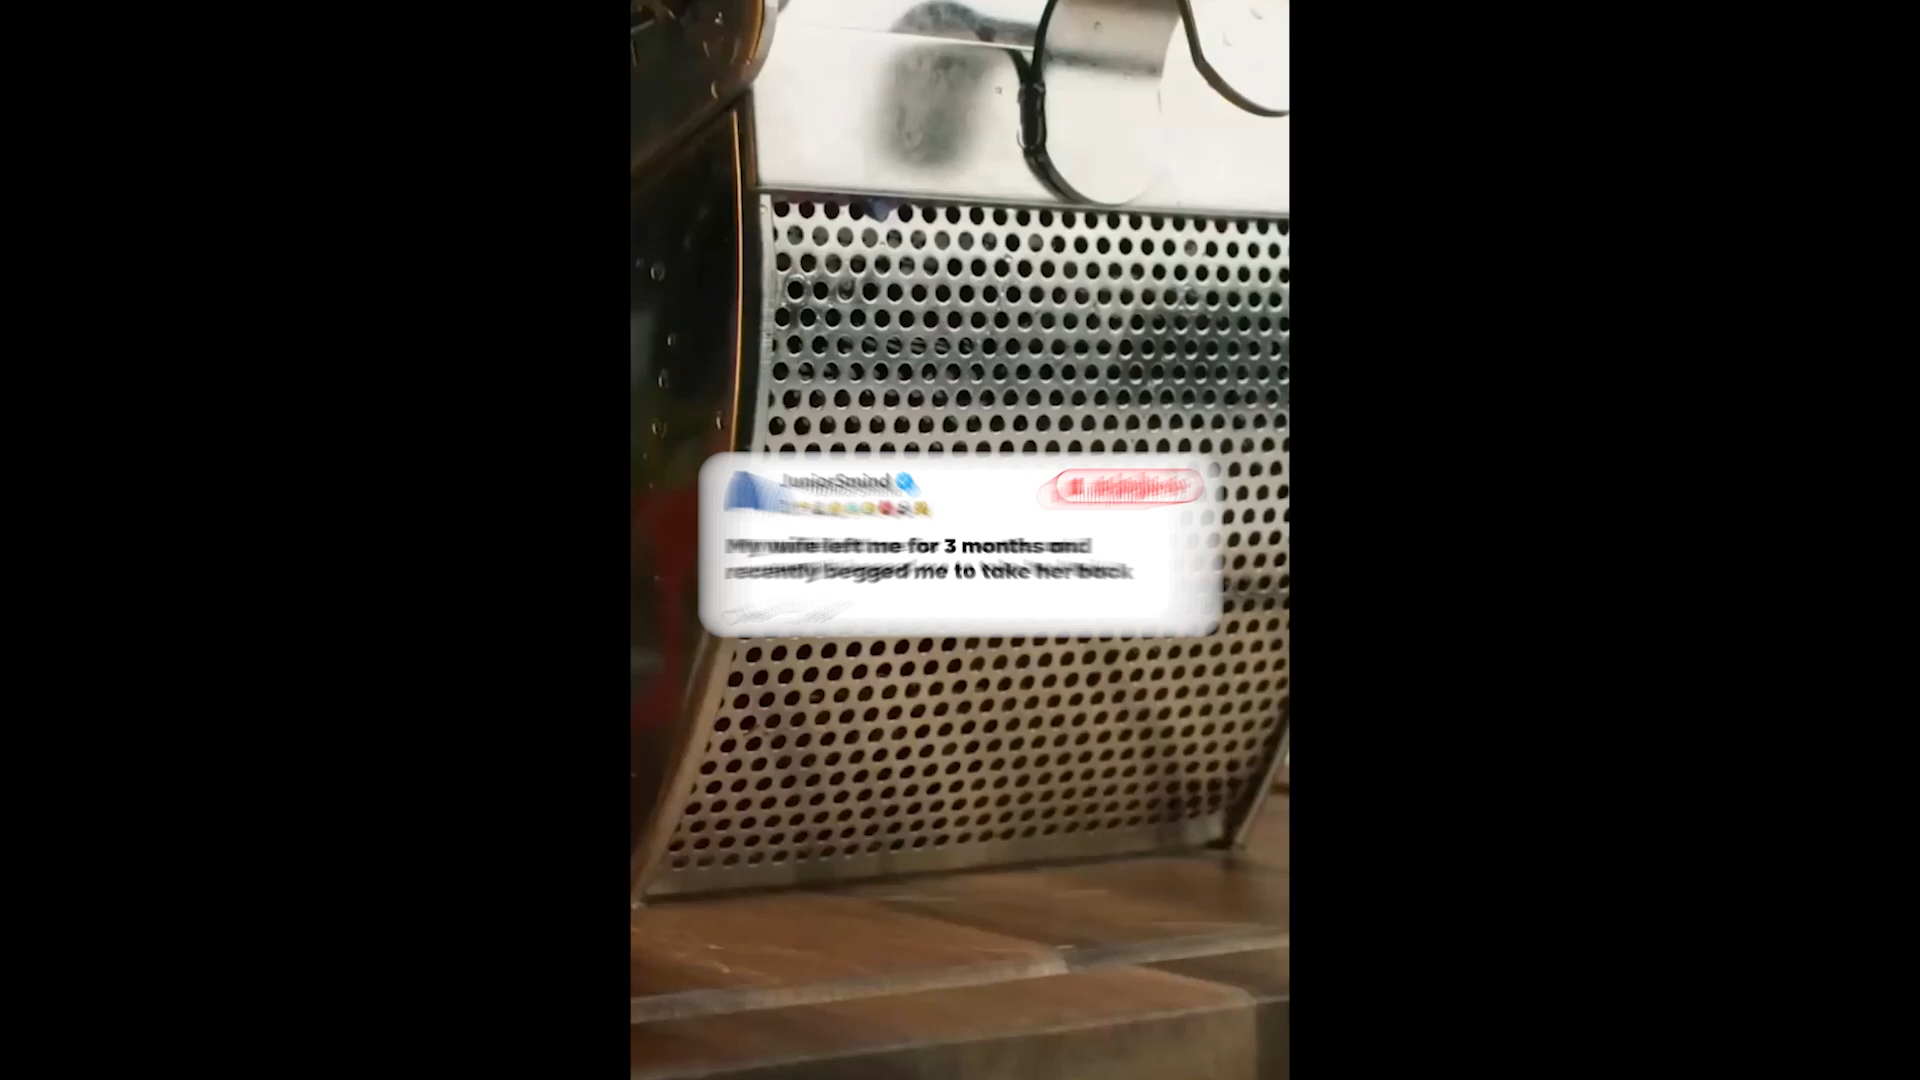 JuniorSmind
My wife left me for 3 months and
recently begged me to take her back